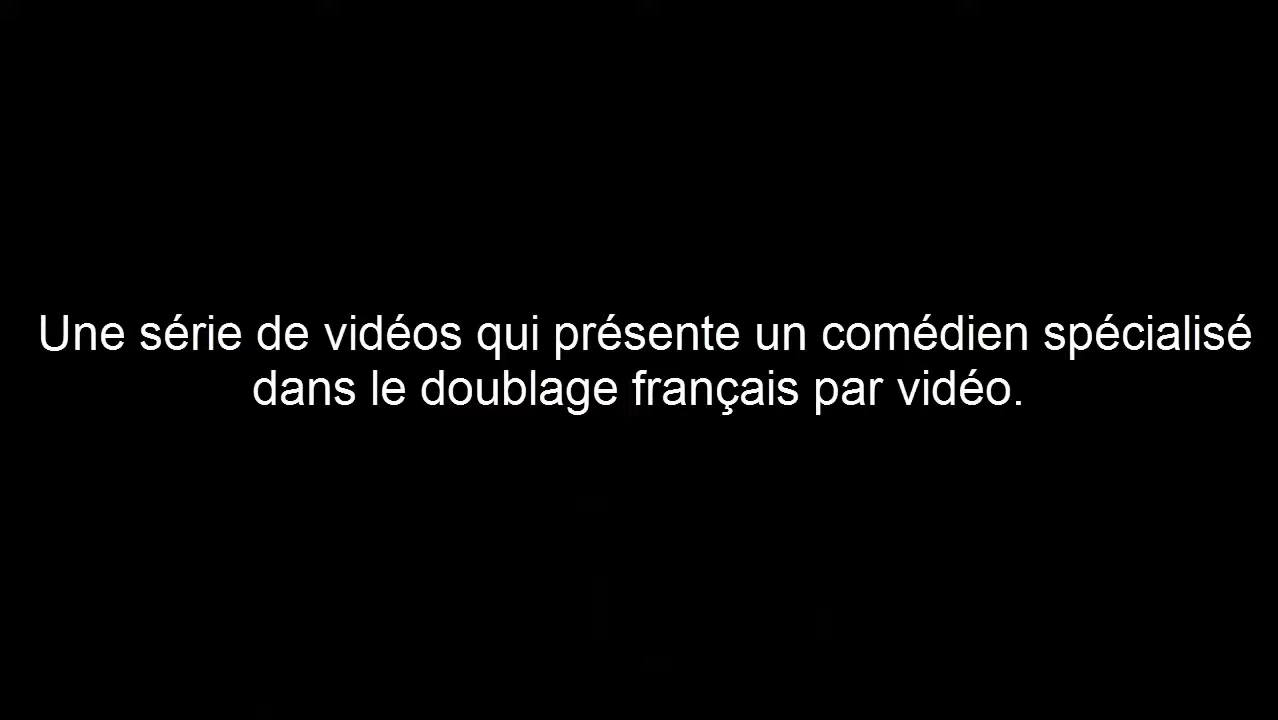 Une série de vidéos qui présente un comédien spécialisé
dans le doublage français par vidéo.